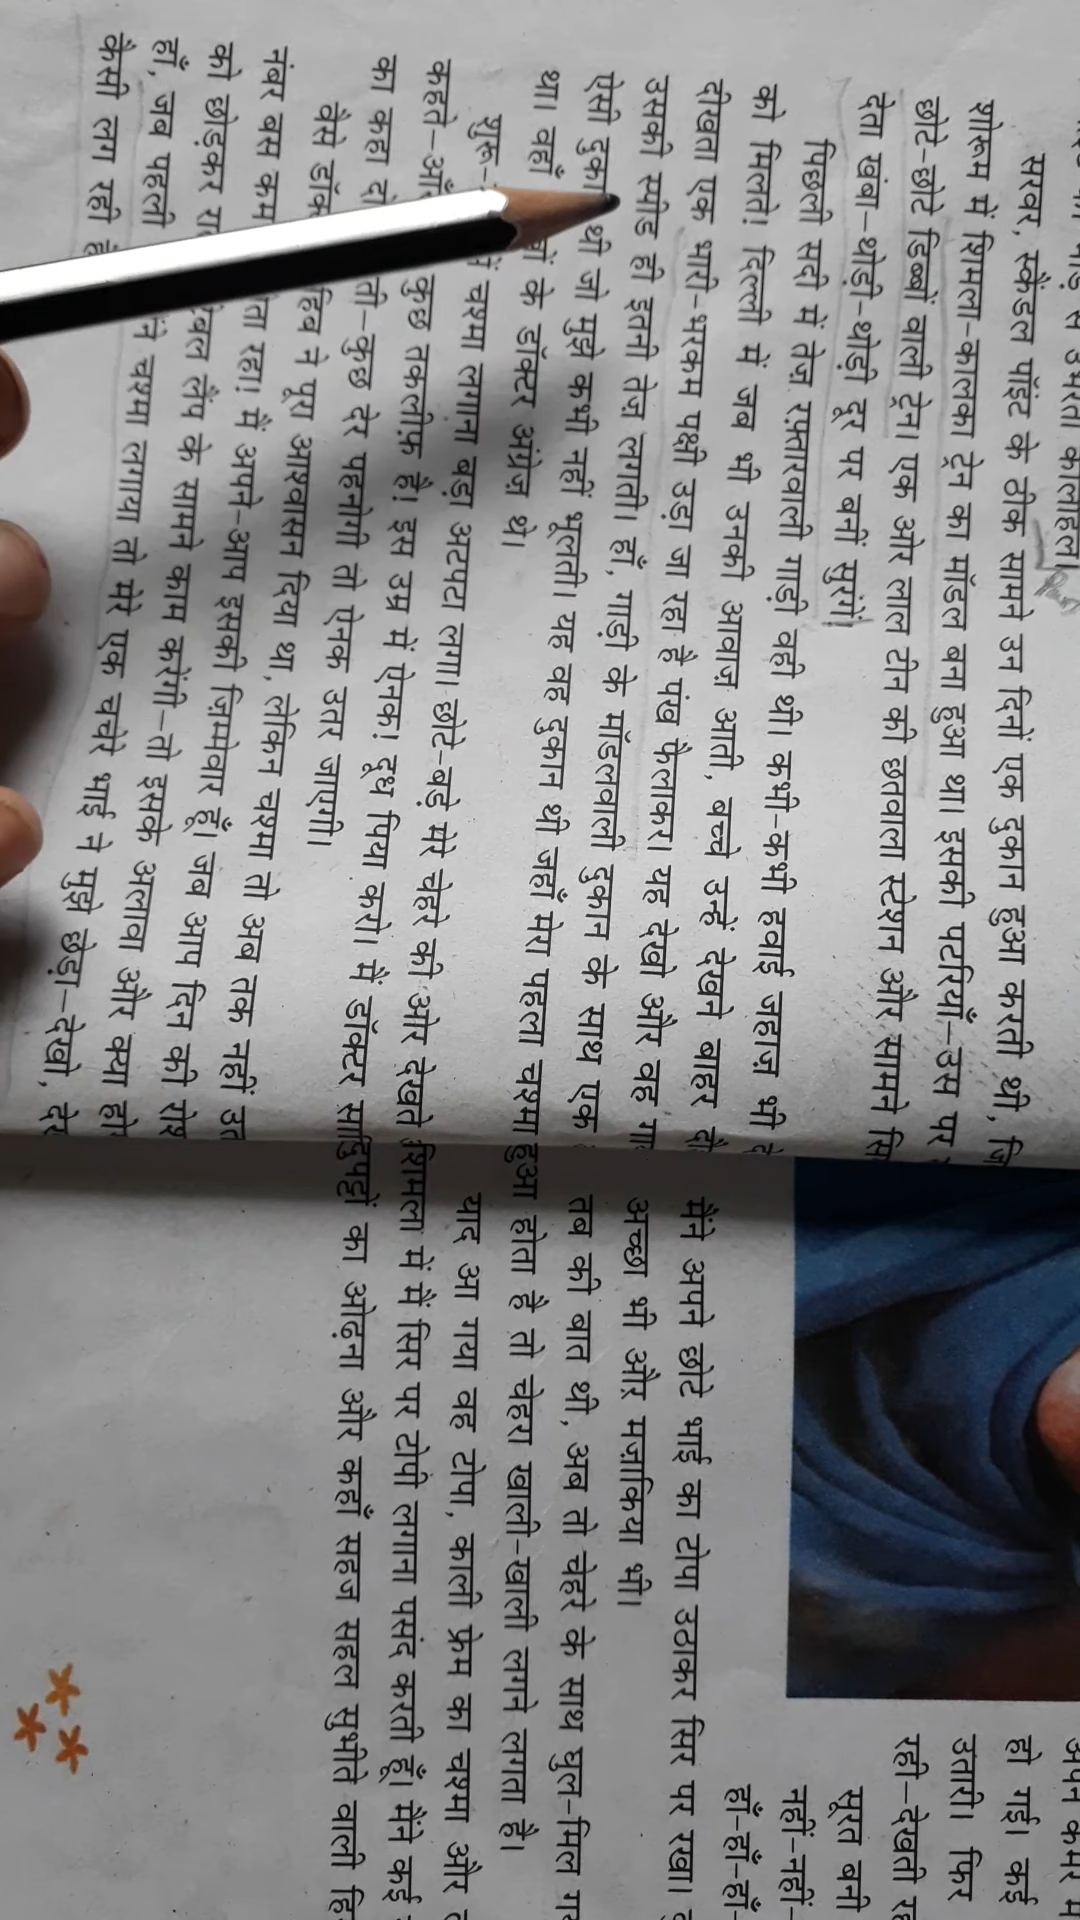 से उभरता कोलाहल।
सरवर, स्कैंडल पॉइंट के ठीक सामने उन दिनों एक दुकान हुआ करती थी,
शोरूम में शिमला-कालका ट्रेन का मॉडल बना हुआ था। इसकी पटरियाँ—उस पर
छोटे-छोटे डिब्बों वाली ट्रेन। एक ओर लाल टीन की छतवाला स्टेशन और सामने
देता खंबा—थोड़ी-थोड़ी दूर पर बनीं सुरंगें!
पिछली सदी में तेज़ रफ़्तारवाली गाड़ी वही थी। कभी-कभी हवाई जहाज़ भी
को मिलते! दिल्ली में जब भी उनकी आवाज़ आती, बच्चे उन्हें देखने बाहर
दीखता एक भारी-भरकम पक्षी उड़ा जा रहा है पंख फैलाकर। यह देखो और वह
उसकी स्पीड ही इतनी तेज़ लगती। हाँ, गाड़ी के मॉडलवाली दुकान के साथ एक
ऐसी थी जो मुझे कभी नहीं भूलती। यह वह दुकान थी जहाँ मेरा पहला चश्मा
था। वहाँ के डॉक्टर अंग्रेज़ थे।
शुरू में चश्मा लगाना बड़ा अटपटा लगा। छोटे-बड़े मेरे चेहरे की ओर देखते
कहते— कुछ तकलीफ़ है! इस उम्र में ऐनक! दूध पिया करो। मैं डॉक्टर
का कहा —कुछ देर पहनोगी तो ऐनक उतर जाएगी।
वैसे ने पूरा आश्वासन दिया था, लेकिन चश्मा तो अब तक नहीं
नंबर बस कम रहा! मैं अपने-आप इसकी ज़िम्मेवार हूँ। जब आप दिन की
को छोड़कर लैंप के सामने काम करेंगी—तो इसके अलावा और क्या
हाँ, जब पहली चश्मा लगाया तो मेरे एक चचेरे भाई ने मुझे छेड़ा—देखो,
कैसी लग रही
अपने कमरे
हो गई। कई
उतारी। फिर
रही—देखती
सूरत बनी
नहीं-नहीं-
हाँ-हाँ-हाँ-
मैंने अपने छोटे भाई का टोपा उठाकर सिर पर रखा।
अच्छा भी और मज़ाकिया भी।
तब की बात थी, अब तो चेहरे के साथ घुल-मिल
हुआ होता है तो चेहरा खाली-खाली लगने लगता है।
याद आ गया वह टोपा, काली फ्रेम का चश्मा और
शिमला में मैं सिर पर टोपी लगाना पसंद करती हूँ। मैंने कई
का ओढ़ना और कहाँ सहज सहल सुभीते वाली